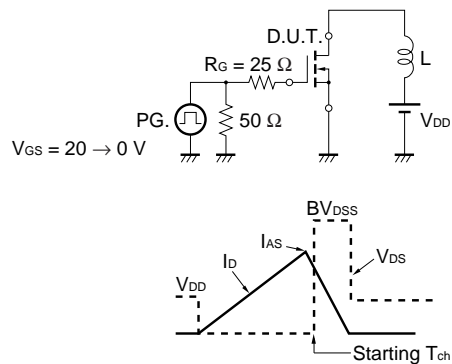 D.U.T.
RG = 25 Ω
L
PG.
50 Ω
VDD
VGS = 20 → 0 V
BVDSS
IAS
ID
VDS
VDD
Starting Tch